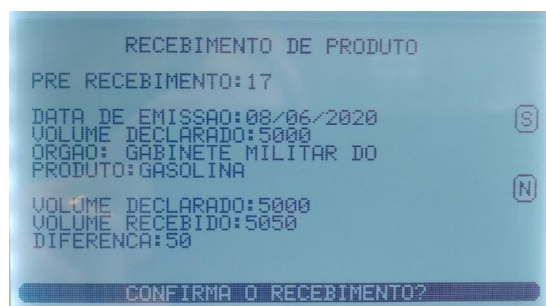 RECEBIMENTO DE PRODUTO
PRE RECEBIMENTO:17
DATA DE EMISSAO:08/06/2020
S
VOLUME DECLARADO:5000
ORGAO: GABINETE MILITAR DO
PRODUTO:GASOLINA
N
VOLUME DECLARADO:5000
VOLUME RECEBIDO:5050
DIFERENCA:50
CONFIRMA O RECEBIMENTO?